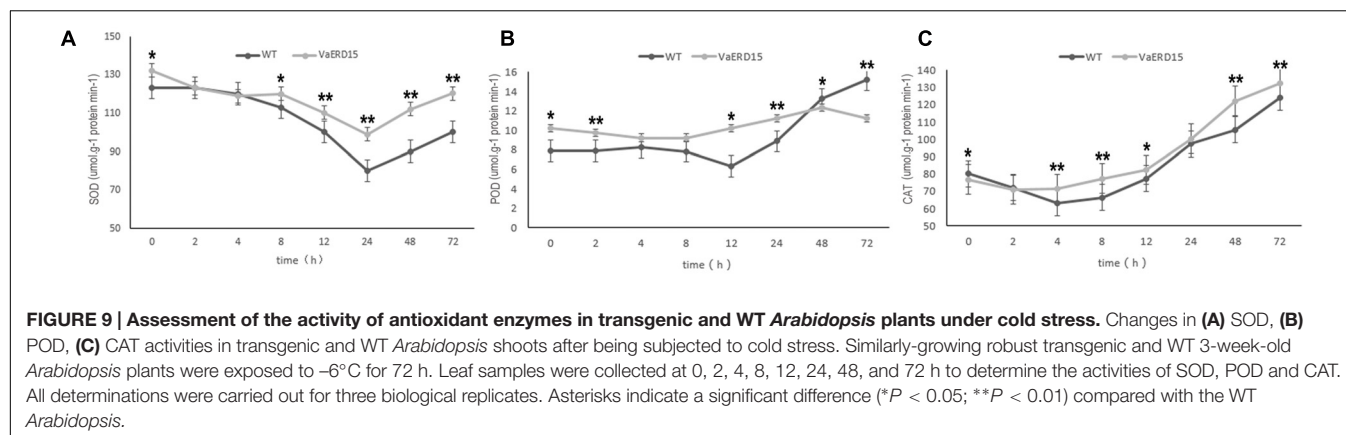 A
WT VaERD15
SOD (umol.g-1 protein min-1)
150
130
110
90
70
50
* * ** ** ** **
0 2 4 8 12 24 48 72
time ( h )
B
WT VaERD15
POD (umol.g-1 protein min-1)
16
14
12
10
8
6
4
2
0
* ** * ** * **
0 2 4 8 12 24 48 72
time ( h )
C
WT VaERD15
CAT (umol.g-1 protein min-1)
140
130
120
110
100
90
80
70
60
50
* ** ** * ** **
0 2 4 8 12 24 48 72
time ( h )
FIGURE 9 | Assessment of the activity of antioxidant enzymes in transgenic and WT Arabidopsis plants under cold stress. Changes in (A) SOD, (B)
POD, (C) CAT activities in transgenic and WT Arabidopsis shoots after being subjected to cold stress. Similarly-growing robust transgenic and WT 3-week-old
Arabidopsis plants were exposed to –6°C for 72 h. Leaf samples were collected at 0, 2, 4, 8, 12, 24, 48, and 72 h to determine the activities of SOD, POD and CAT.
All determinations were carried out for three biological replicates. Asterisks indicate a significant difference (*P < 0.05; **P < 0.01) compared with the WT
Arabidopsis.